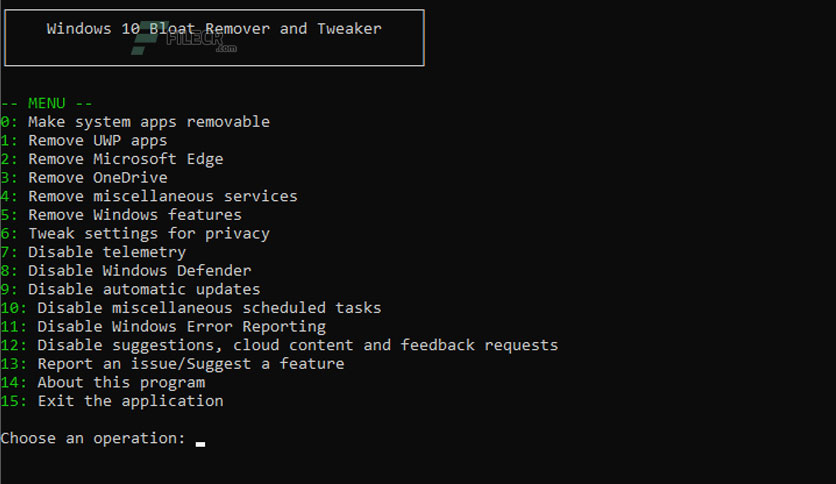 Windows 10 Bloat Remover and Tweaker
FILECR
.com
-- MENU --
0: Make system apps removable
1: Remove UWP apps
2: Remove Microsoft Edge
3: Remove OneDrive
4: Remove miscellaneous services
5: Remove Windows features
6: Tweak settings for privacy
7: Disable telemetry
8: Disable Windows Defender
9: Disable automatic updates
10: Disable miscellaneous scheduled tasks
11: Disable Windows Error Reporting
12: Disable suggestions, cloud content and feedback requests
13: Report an issue/Suggest a feature
14: About this program
15: Exit the application
Choose an operation: